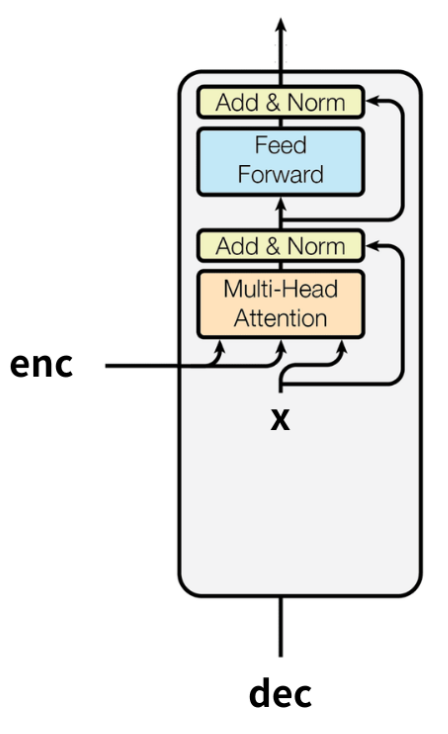 Add & Norm
Feed
Forward
Add & Norm
Multi-Head
Attention
enc
x
dec